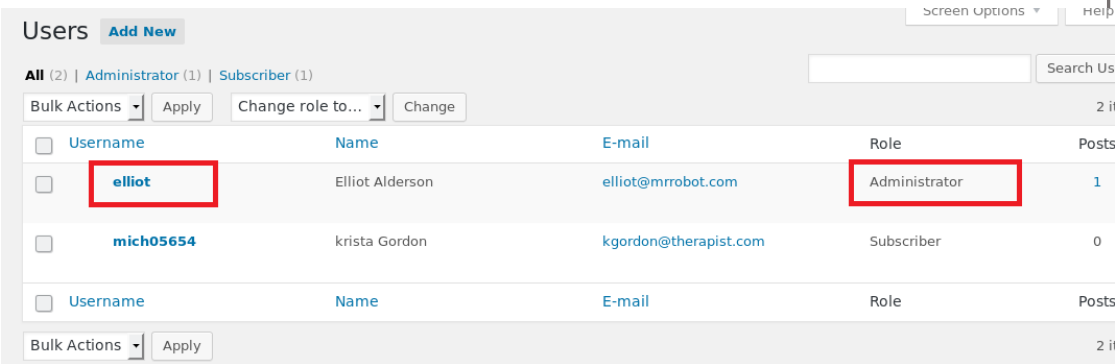 Screen Options ▼ Help
Users Add New
All (2) | Administrator (1) | Subscriber (1)
Search Us
Bulk Actions Apply Change role to... Change 2 it
Username Name E-mail Role Posts
elliot Elliot Alderson elliot@mrrobot.com Administrator 1
mich05654 krista Gordon kgordon@therapist.com Subscriber 0
Username Name E-mail Role Posts
Bulk Actions Apply 2 it